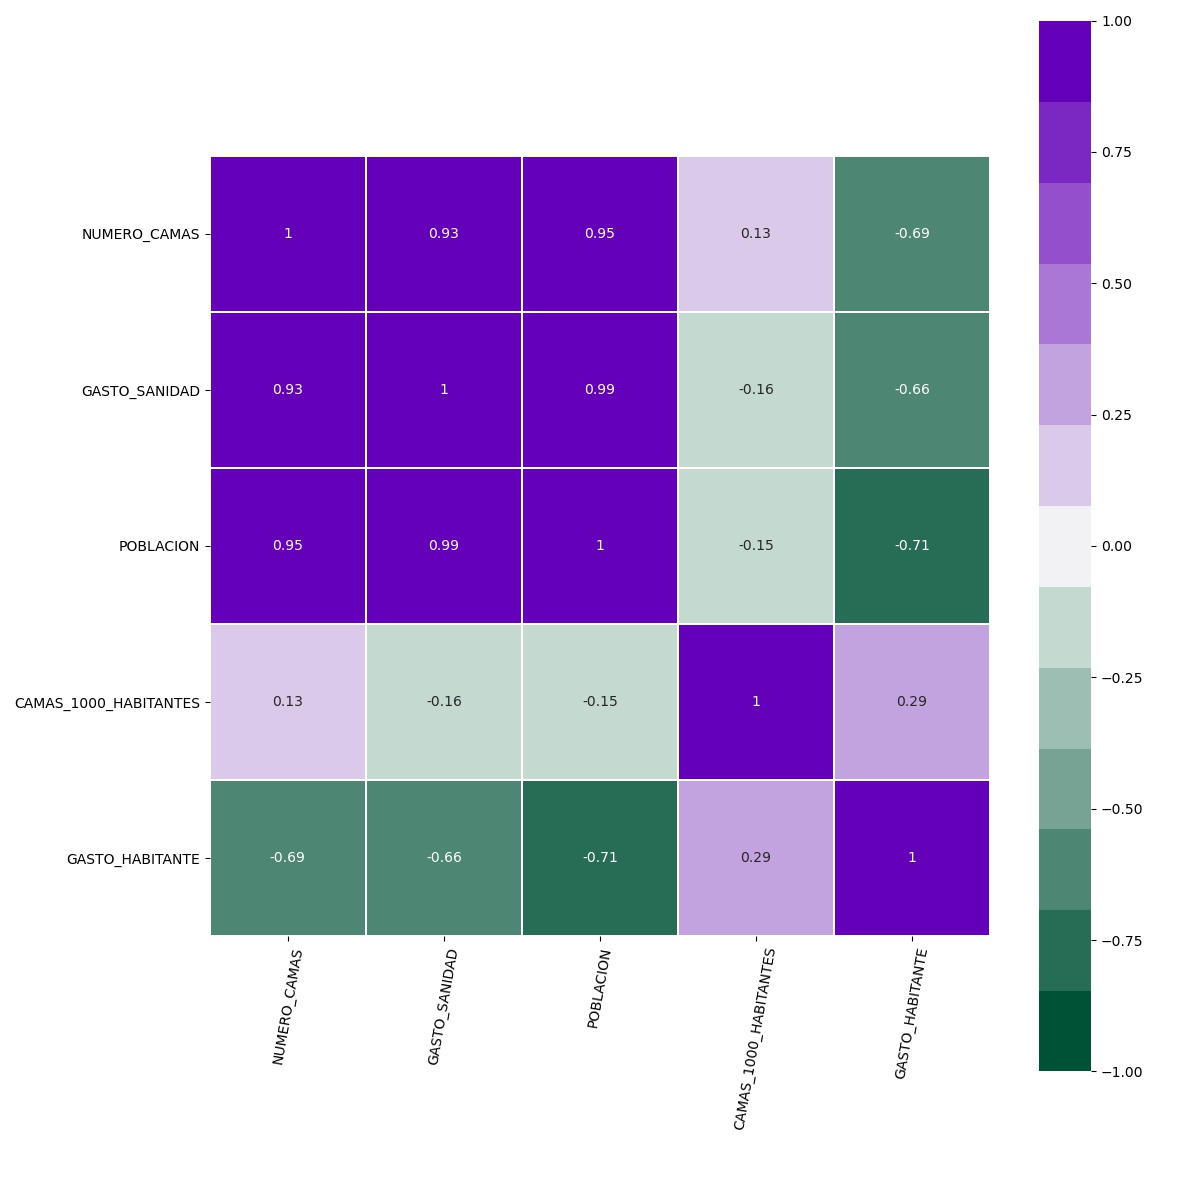 NUMERO_CAMAS 1 0.93 0.95 0.13 -0.69
GASTO_SANIDAD 0.93 1 0.99 -0.16 -0.66
POBLACION 0.95 0.99 1 -0.15 -0.71
CAMAS_1000_HABITANTES 0.13 -0.16 -0.15 1 0.29
GASTO_HABITANTE -0.69 -0.66 -0.71 0.29 1
NUMERO_CAMAS
GASTO_SANIDAD
POBLACION
CAMAS_1000_HABITANTES
GASTO_HABITANTE
1.00
0.75
0.50
0.25
0.00
−0.25
−0.50
−0.75
−1.00